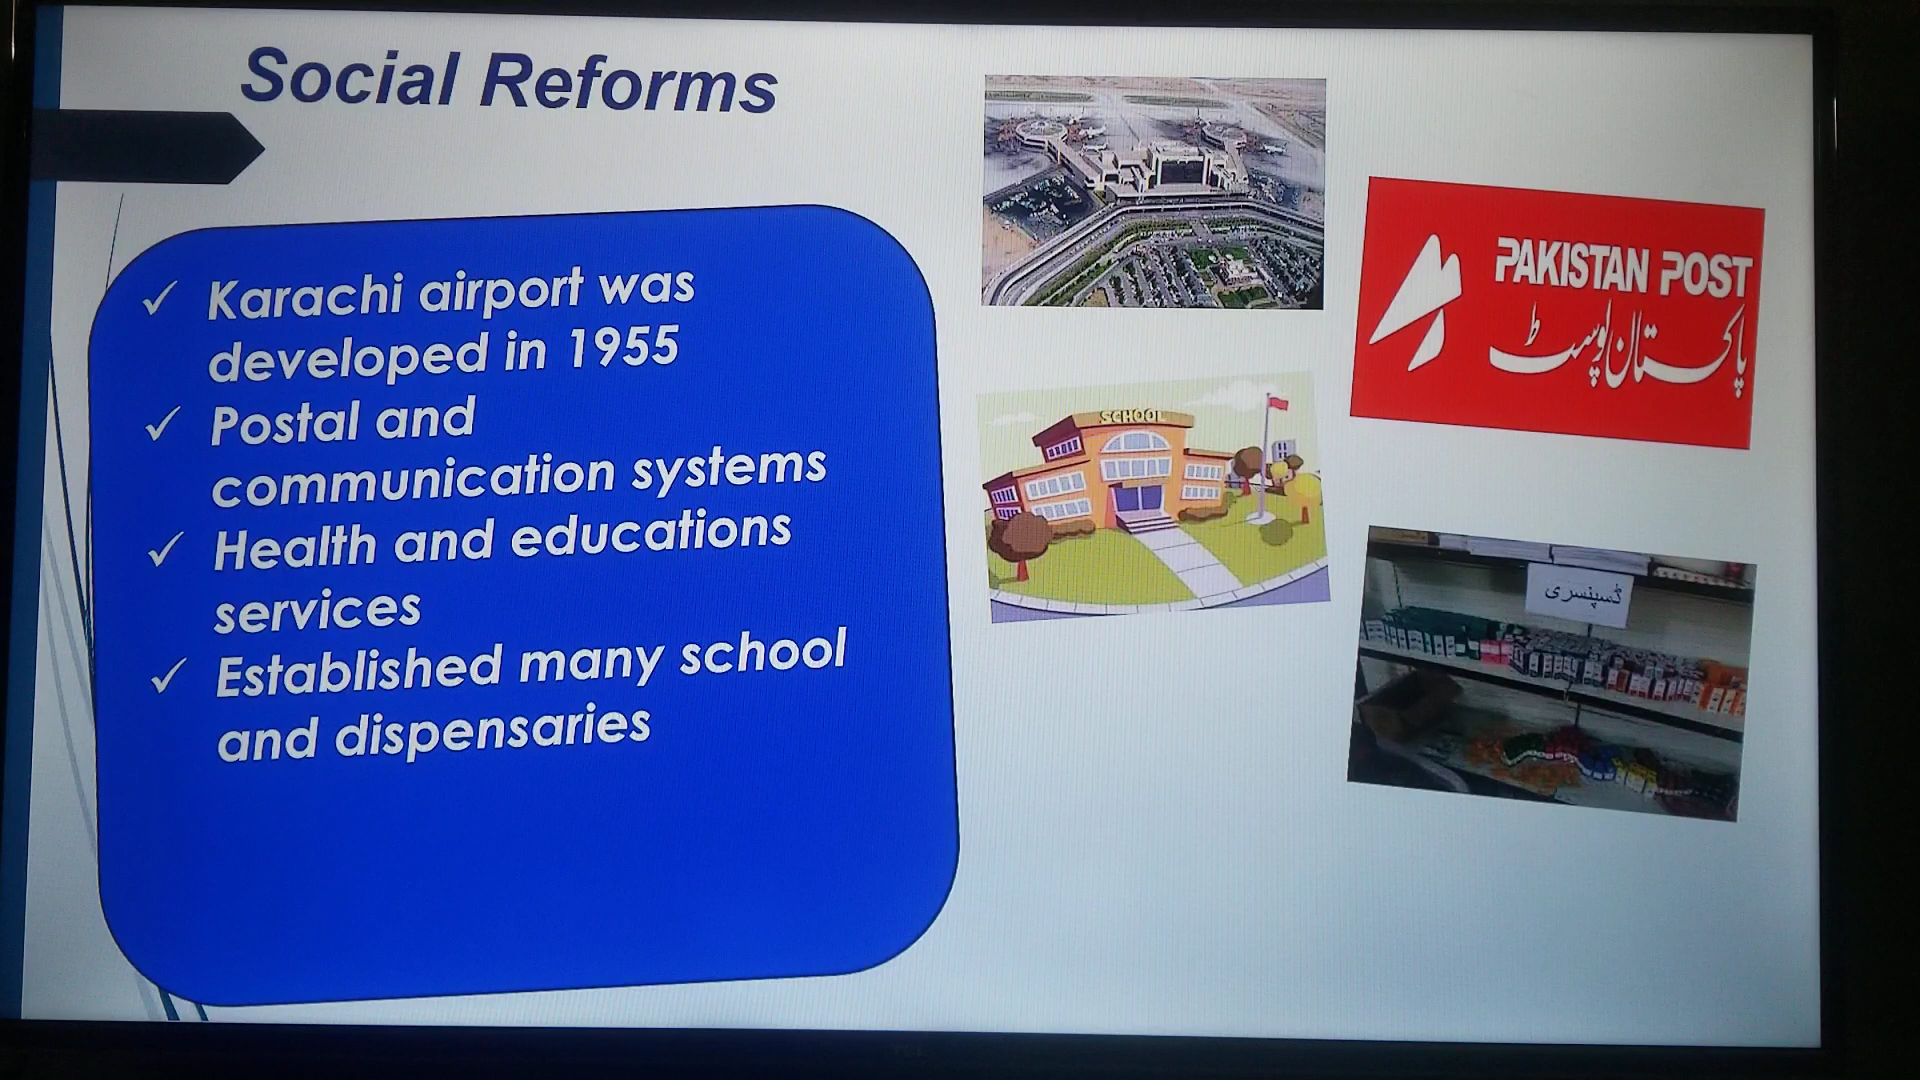 Social Reforms
✓ Karachi airport was
developed in 1955
✓ Postal and
communication systems
✓ Health and educations
services
✓ Established many school
and dispensaries
PAKISTAN POST
پاکستان پوسٹ
SCHOOL
ڈسپنسری